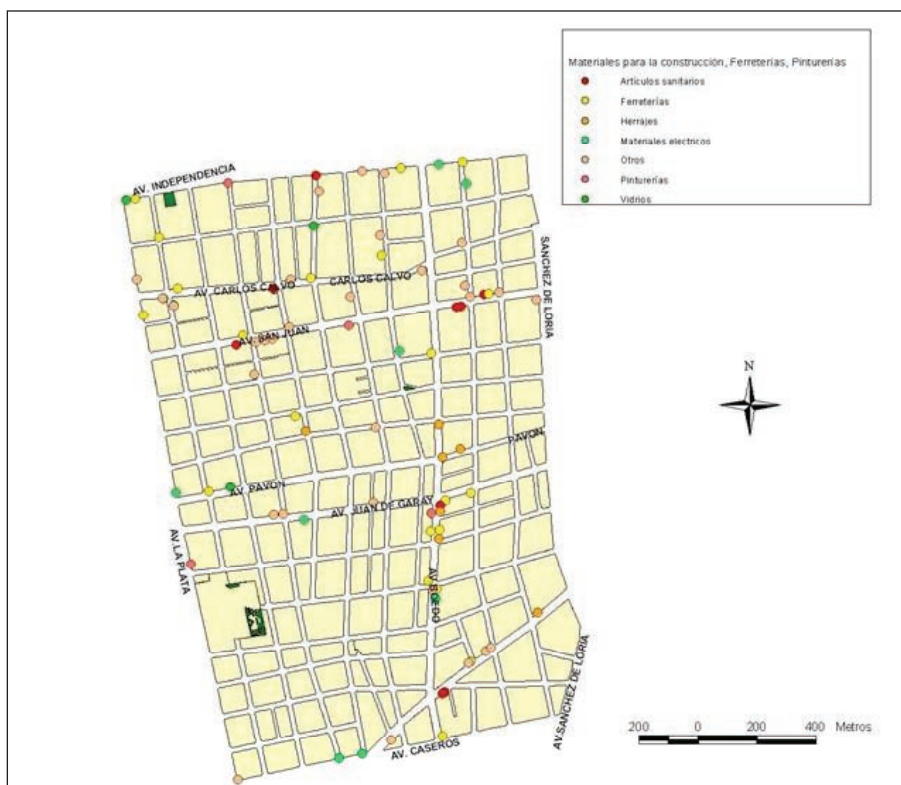 Materiales para la construcción, Ferreterías, Pinturerías
Artículos sanitarios
Ferreterías
Herrajes
Materiales electricos
Otros
Pinturerías
Vidrios
AV. INDEPENDENCIA
SANCHEZ DE LORIA
AV. CARLOS CALVO
CARLOS CALVO
AV. SAN JUAN
N
PAVON
AV. PAVON
AV. JUAN DE GARAY
AV. LA PLATA
AV. BOEDO
AV.SANCHEZ DE LORIA
AV. CASEROS
200 0 200 400 Metros